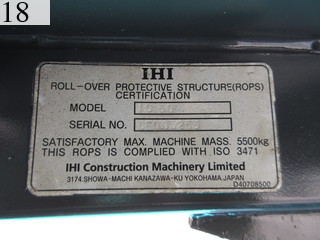 18
IHI
ROLL-OVER PROTECTIVE STRUCTURE(ROPS)
CERTIFICATION
MODEL
SERIAL NO.
SATISFACTORY MAX. MACHINE MASS. 5500kg
THIS ROPS IS COMPLIED WITH ISO 3471
IHI Construction Machinery Limited
3174.SHOWA-MACHI KANAZAWA-KU YOKOHAMA.JAPAN
D40708500